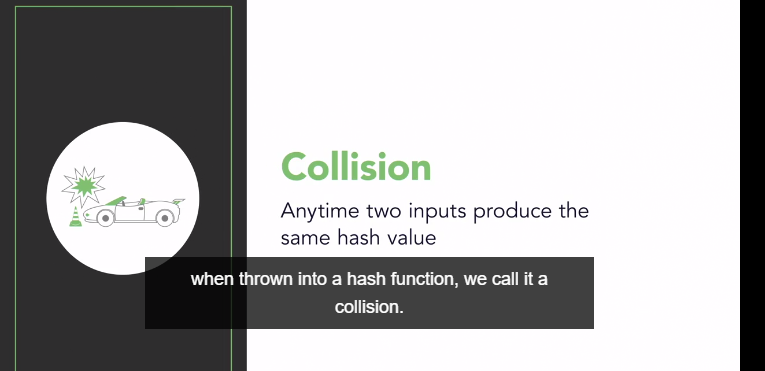 Collision
Anytime two inputs produce the
same hash value
when thrown into a hash function, we call it a
collision.